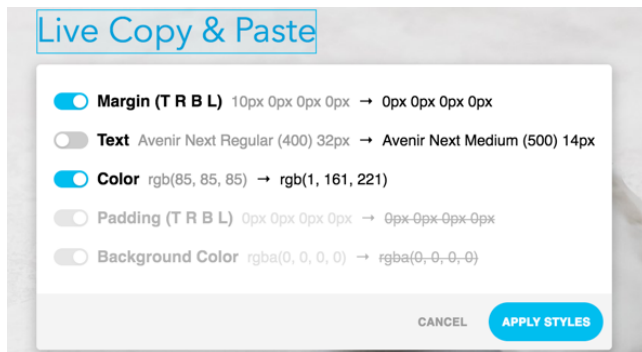 Live Copy & Paste
Margin (T R B L) 10px 0px 0px 0px → 0px 0px 0px 0px
Text Avenir Next Regular (400) 32px → Avenir Next Medium (500) 14px
Color rgb(85, 85, 85) → rgb(1, 161, 221)
Padding (T R B L) 0px 0px 0px 0px → 0px 0px 0px 0px
Background Color rgba(0, 0, 0, 0) → rgba(0, 0, 0, 0)
CANCEL APPLY STYLES